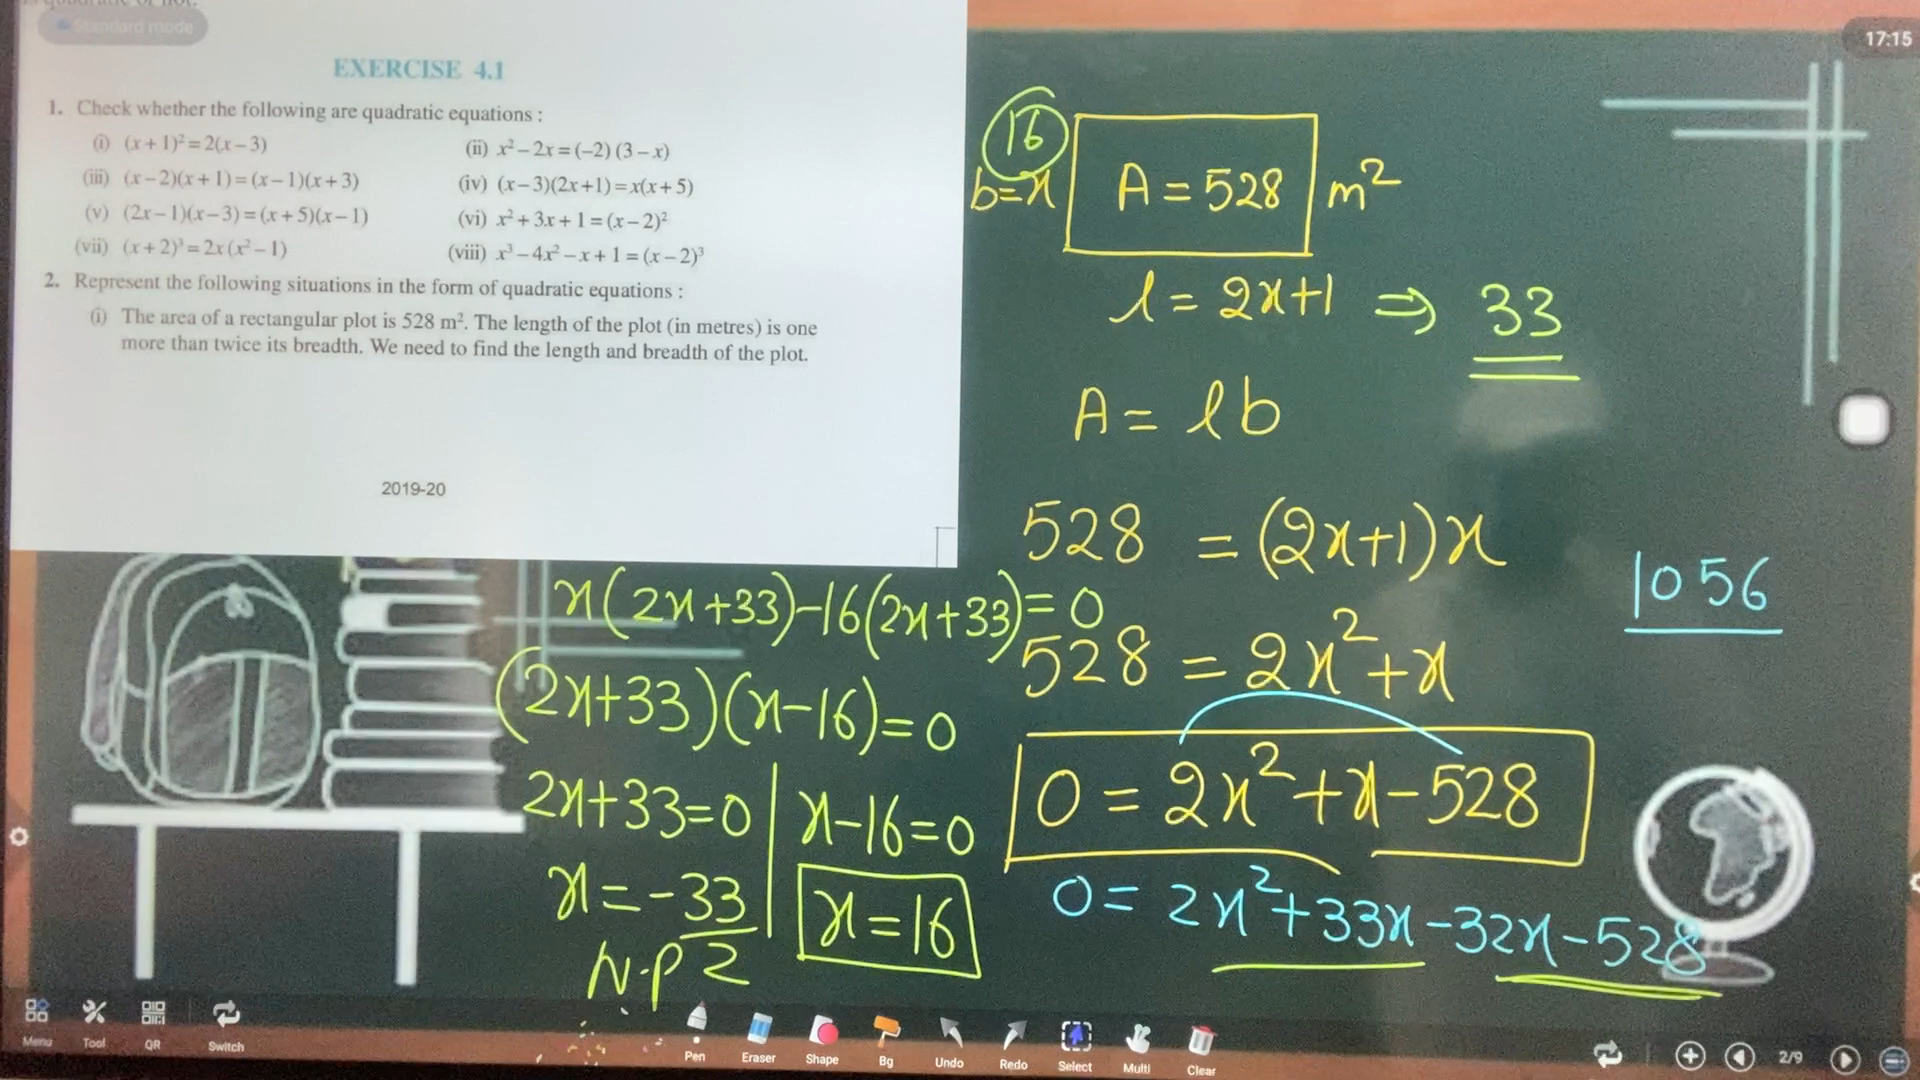 Standard mode
17:15
EXERCISE 4.1
1. Check whether the following are quadratic equations :
(i) (x + 1)² = 2(x – 3)
(ii) x² – 2x = (–2) (3 – x)
(iii) (x – 2)(x + 1) = (x – 1)(x + 3)
(iv) (x – 3)(2x + 1) = x(x + 5)
(v) (2x – 1)(x – 3) = (x + 5)(x – 1)
(vi) x² + 3x + 1 = (x – 2)²
(vii) (x + 2)³ = 2x (x² – 1)
(viii) x³ – 4x² – x + 1 = (x – 2)³
2. Represent the following situations in the form of quadratic equations :
(i) The area of a rectangular plot is 528 m². The length of the plot (in metres) is one
more than twice its breadth. We need to find the length and breadth of the plot.
2019-20
16
b=x
A = 528 m²
l = 2x+1 ⇒ 33
A = lb
528 = (2x+1)x
528 = 2x²+x
0 = 2x²+x-528
0 = 2x²+33x-32x-528
1056
x(2x+33)-16(2x+33)=0
(2x+33)(x-16)=0
2x+33=0 | x-16=0
x=-33/2
x=16
N.P
Menu
Tool
QR
Switch
Pen
Eraser
Shape
Bg
Undo
Redo
Select
Multi
Clear
2/9